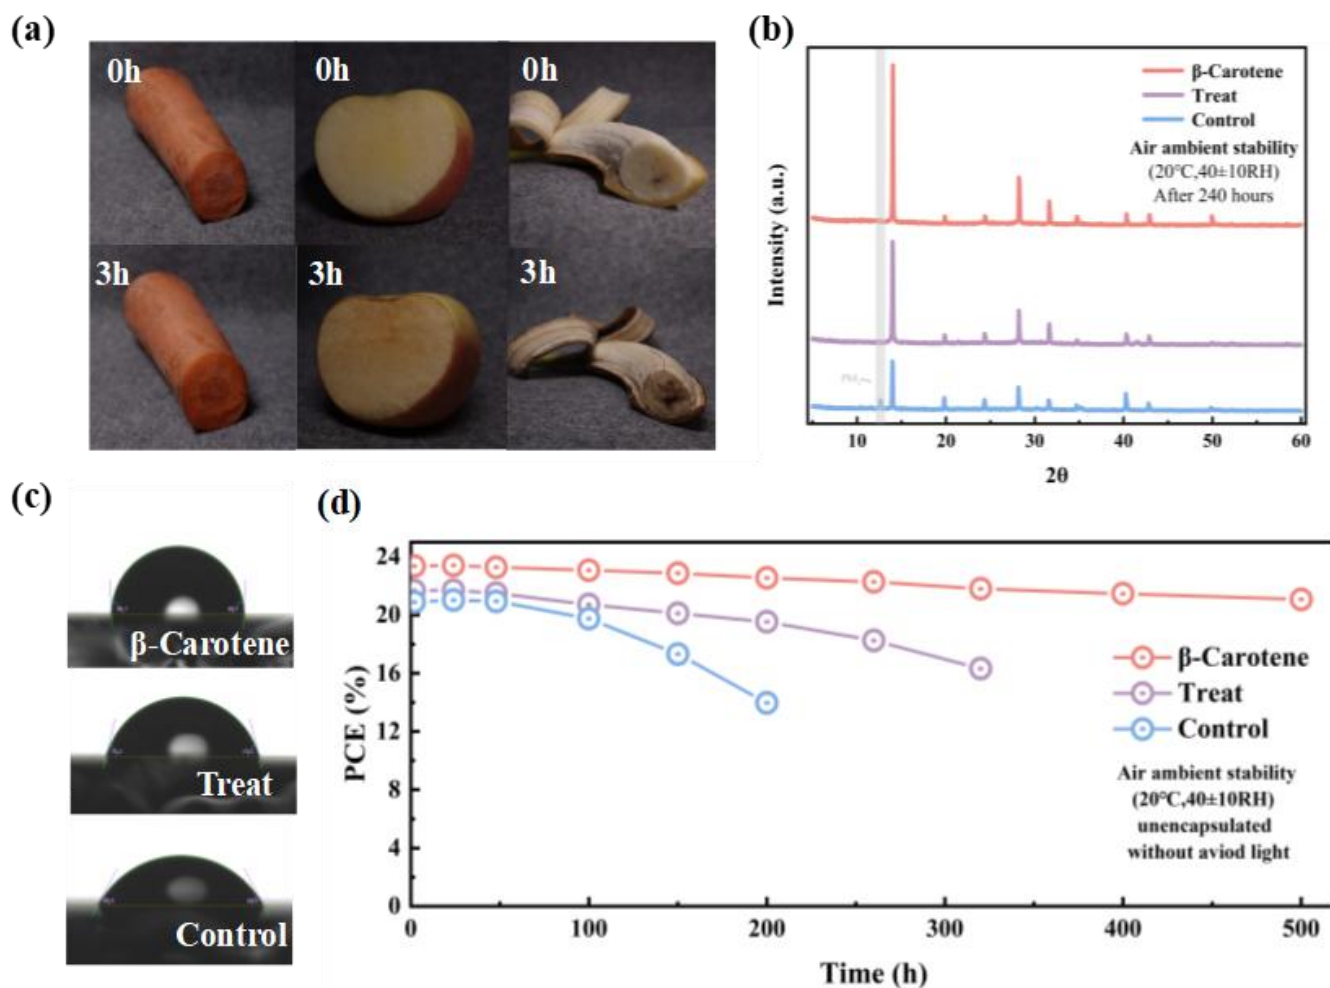 (a)
0h
0h
0h
3h
3h
3h
(b)
β-Carotene
Treat
Control
Air ambient stability
(20°C,40±10RH)
After 240 hours
Intensity (a.u.)
10
20
30
40
50
60
2θ
(c)
β-Carotene
Treat
Control
(d)
24
20
16
12
8
4
0
PCE (%)
β-Carotene
Treat
Control
Air ambient stability
(20°C,40±10RH)
unencapsulated
without aviod light
0
100
200
300
400
500
Time (h)